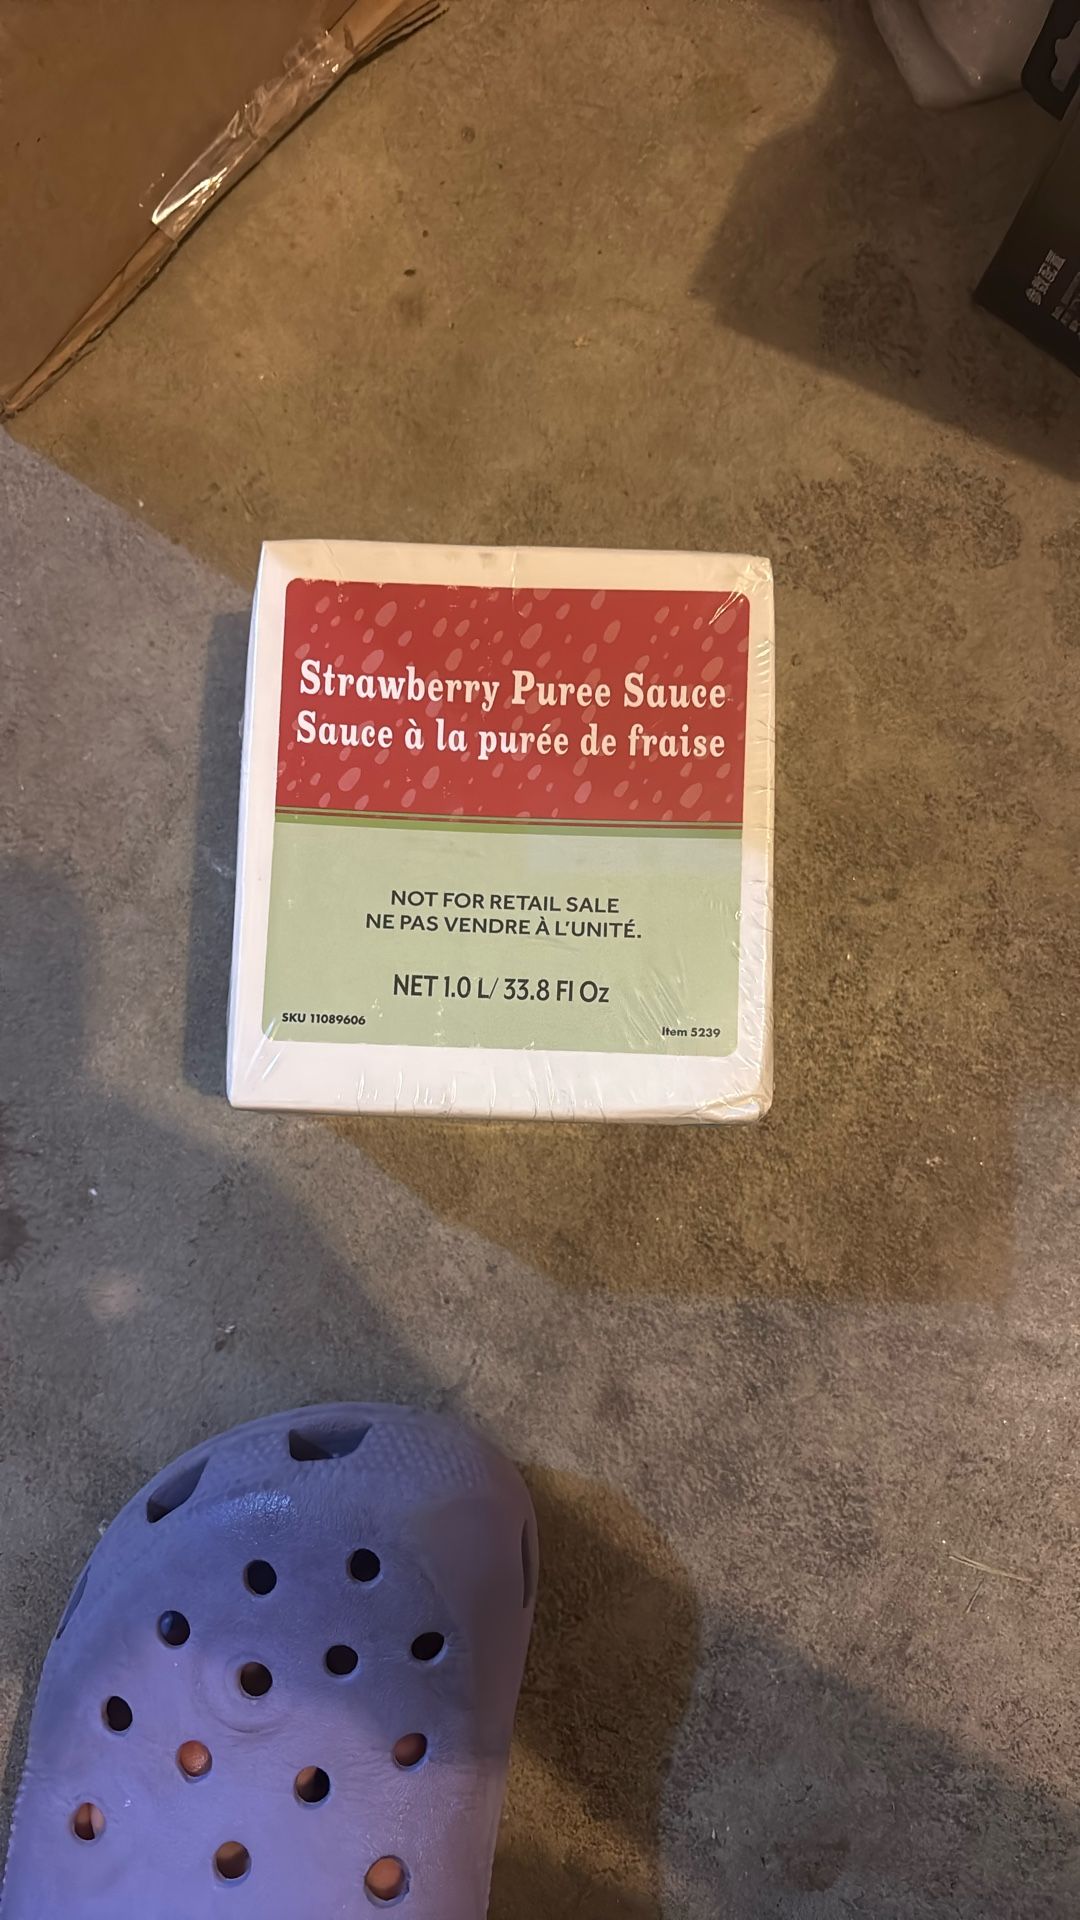 Strawberry Puree Sauce
Sauce à la purée de fraise
NOT FOR RETAIL SALE
NE PAS VENDRE À L'UNITÉ.
NET 1.0 L/ 33.8 Fl Oz
SKU 11089606
Item 5239